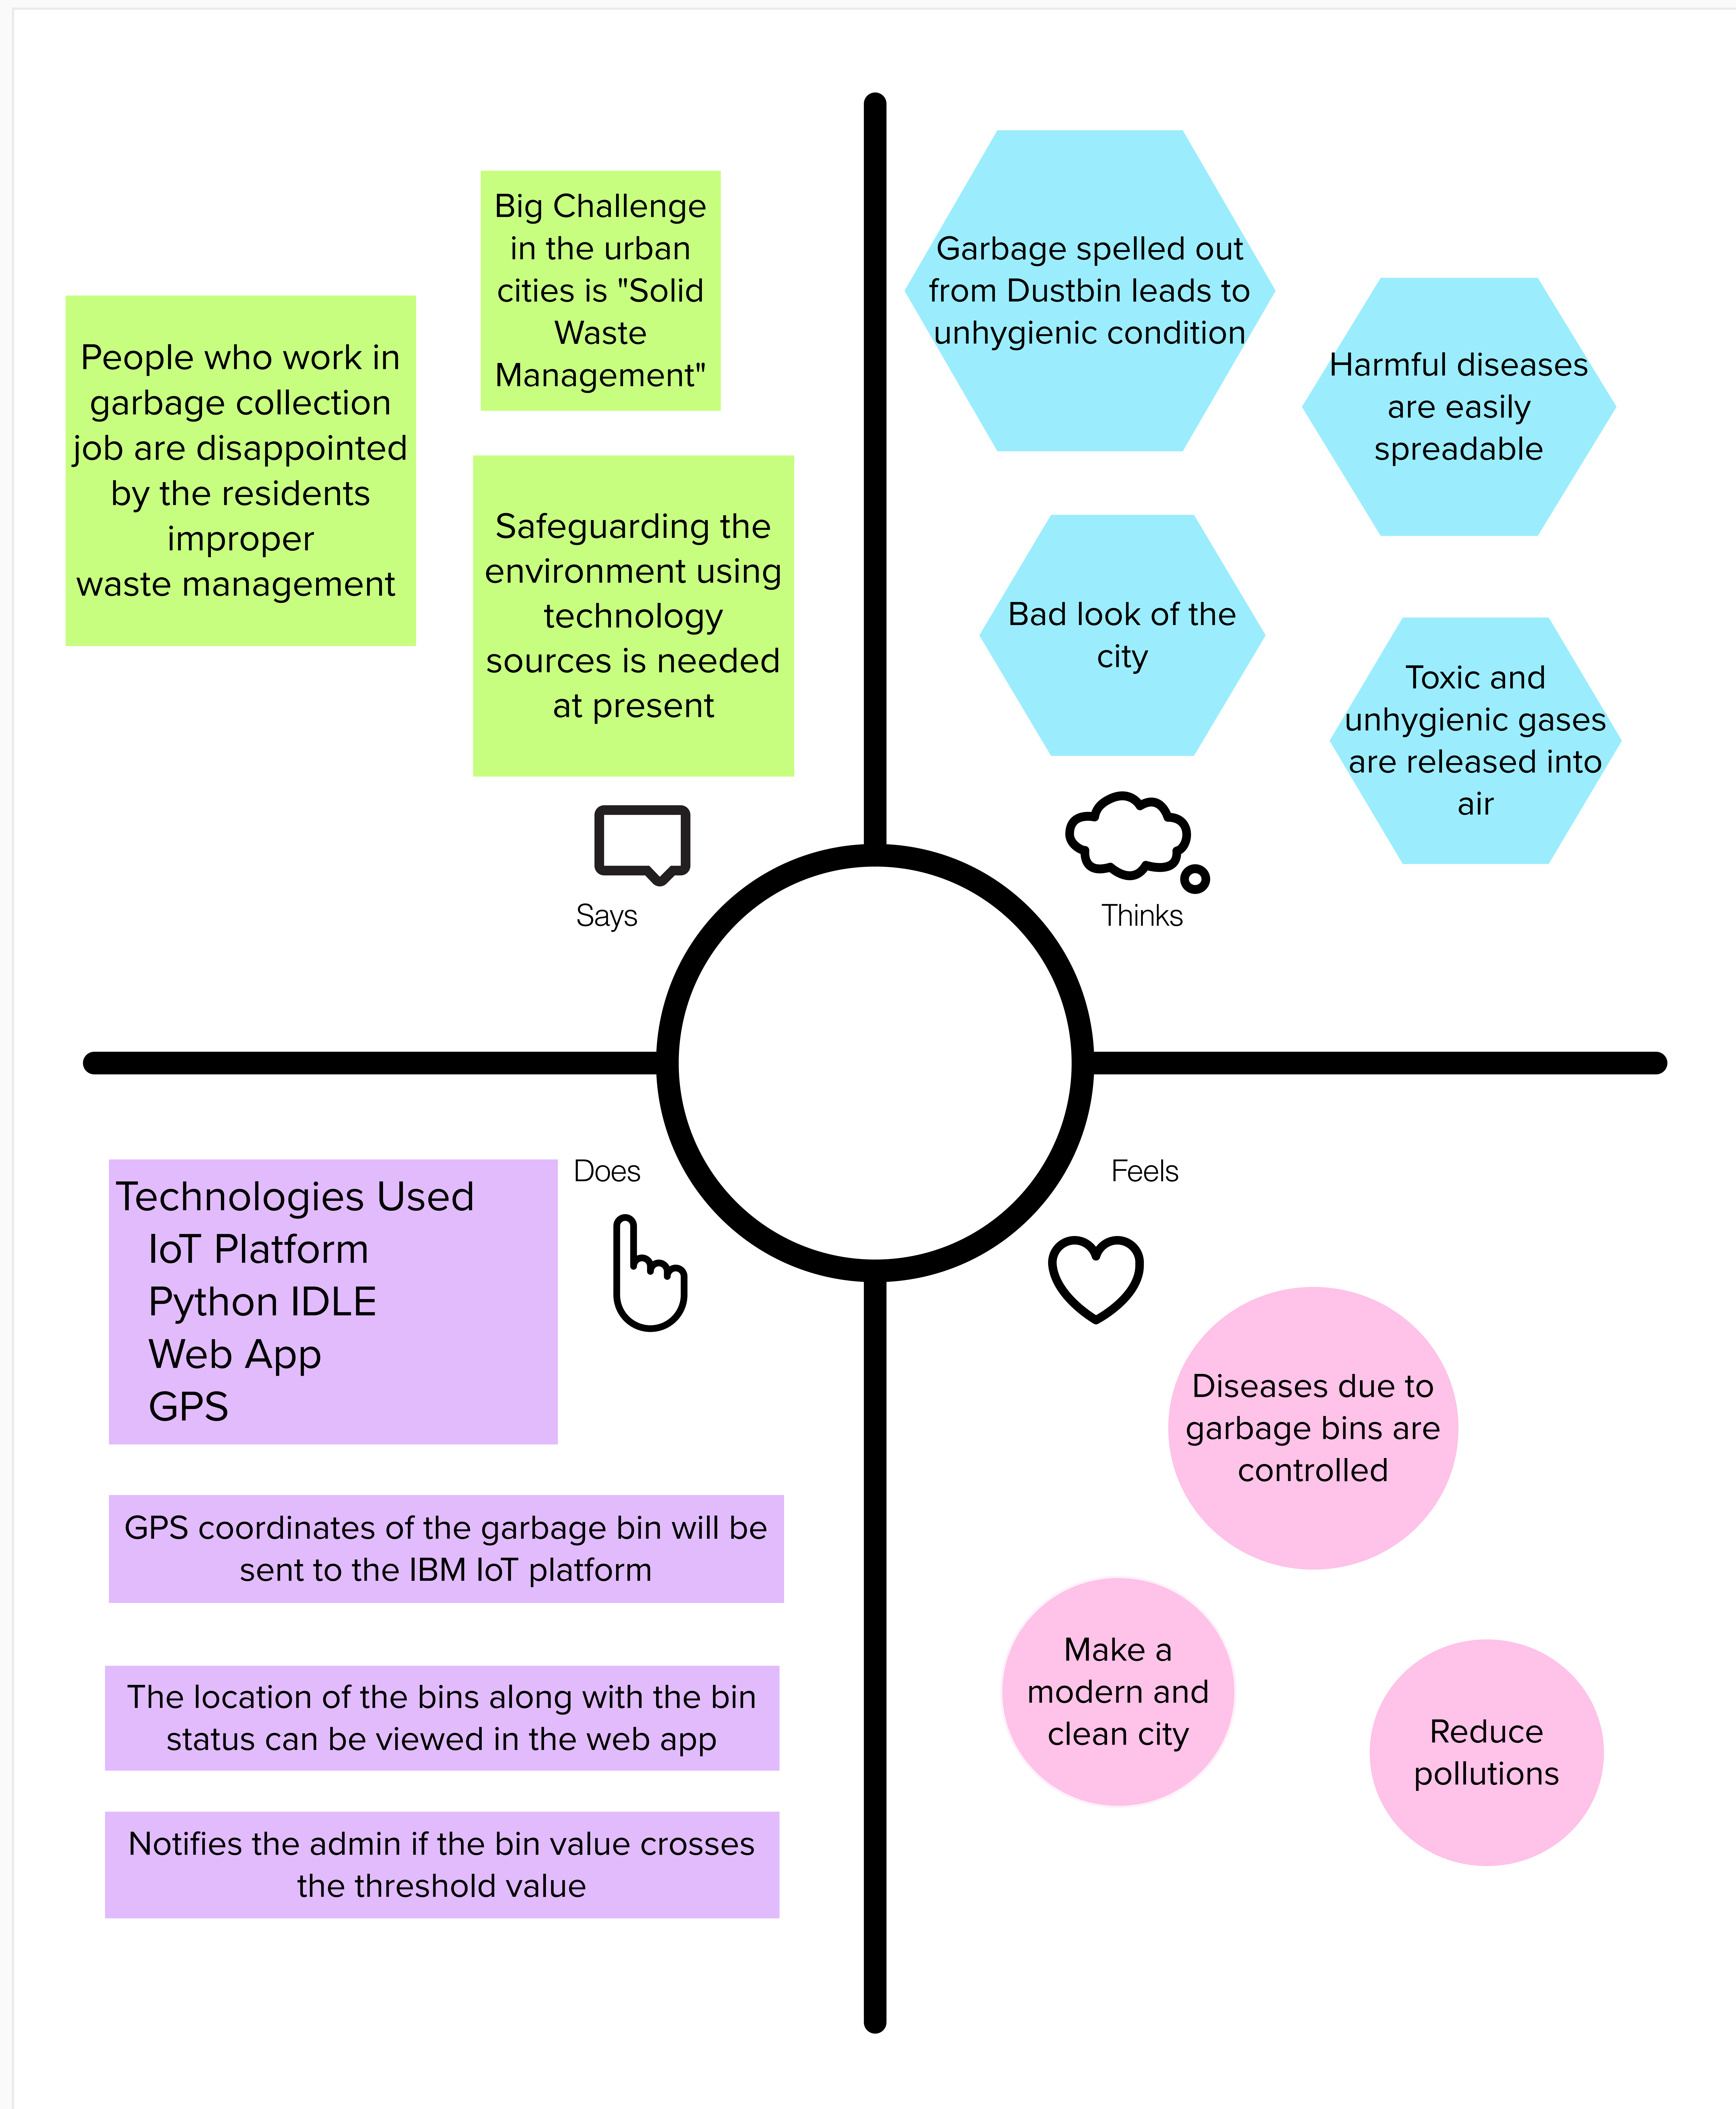 Big Challenge
in the urban
cities is "Solid
Waste
Management"
People who work in
garbage collection
job are disappointed
by the residents
improper
waste management
Safeguarding the
environment using
technology
sources is needed
at present
Says
Garbage spelled out
from Dustbin leads to
unhygienic condition
Harmful diseases
are easily
spreadable
Bad look of the
city
Toxic and
unhygienic gases
are released into
air
Thinks
Does
Technologies Used
IoT Platform
Python IDLE
Web App
GPS
GPS coordinates of the garbage bin will be
sent to the IBM IoT platform
The location of the bins along with the bin
status can be viewed in the web app
Notifies the admin if the bin value crosses
the threshold value
Feels
Diseases due to
garbage bins are
controlled
Make a
modern and
clean city
Reduce
pollutions